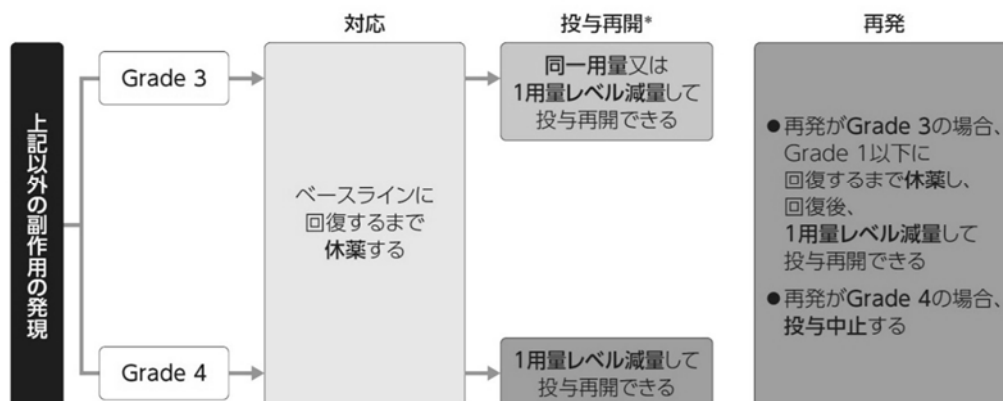 対応
投与再開*
再発
上記以外の副作用の発現
Grade 3
Grade 4
ベースラインに
回復するまで
休薬する
同一用量又は
1用量レベル減量して
投与再開できる
1用量レベル減量して
投与再開できる
●再発がGrade 3の場合、
Grade 1以下に
回復するまで休薬し、
回復後、
1用量レベル減量して
投与再開できる
●再発がGrade 4の場合、
投与中止する